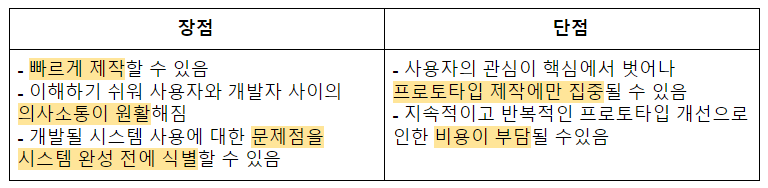 장점
- 빠르게 제작할 수 있음
- 이해하기 쉬워 사용자와 개발자 사이의
의사소통이 원활해짐
- 개발될 시스템 사용에 대한 문제점을
시스템 완성 전에 식별할 수 있음
단점
- 사용자의 관심이 핵심에서 벗어나
프로토타입 제작에만 집중될 수 있음
- 지속적이고 반복적인 프로토타입 개선으로
인한 비용이 부담될 수있음